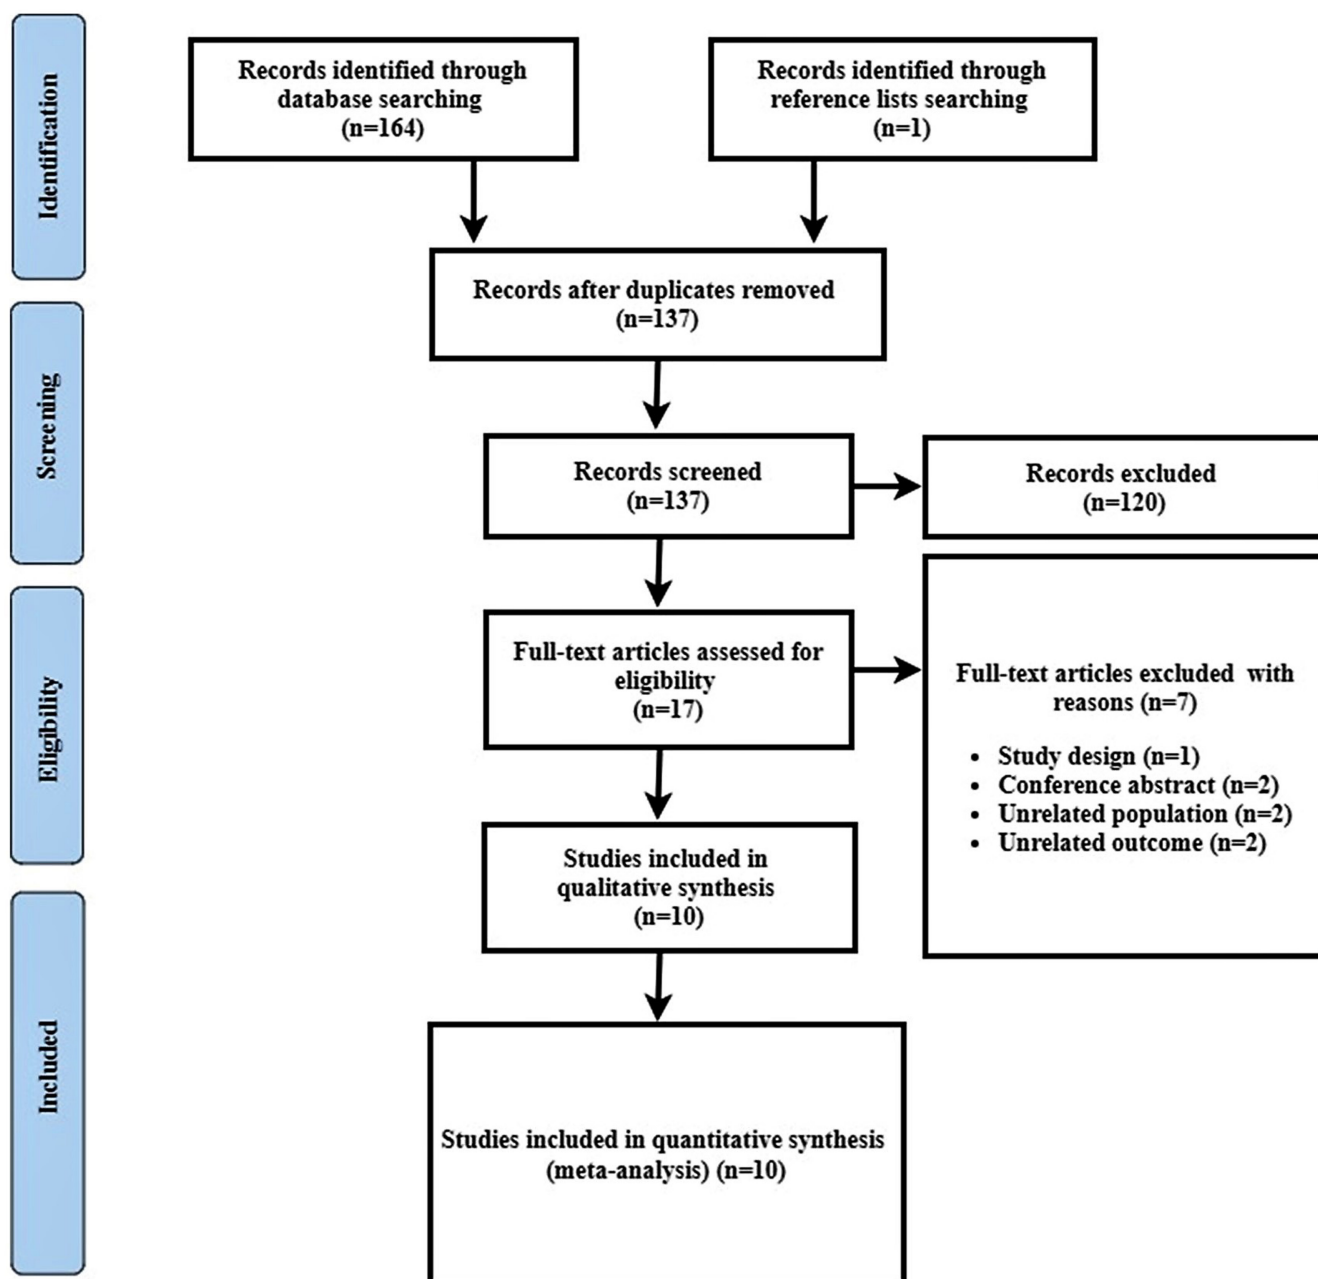 Identification
Records identified through
database searching
(n=164)
Records identified through
reference lists searching
(n=1)
Records after duplicates removed
(n=137)
Screening
Records screened
(n=137)
Records excluded
(n=120)
Eligibility
Full-text articles assessed for
eligibility
(n=17)
Full-text articles excluded with
reasons (n=7)
• Study design (n=1)
• Conference abstract (n=2)
• Unrelated population (n=2)
• Unrelated outcome (n=2)
Studies included in
qualitative synthesis
(n=10)
Included
Studies included in quantitative synthesis
(meta-analysis) (n=10)